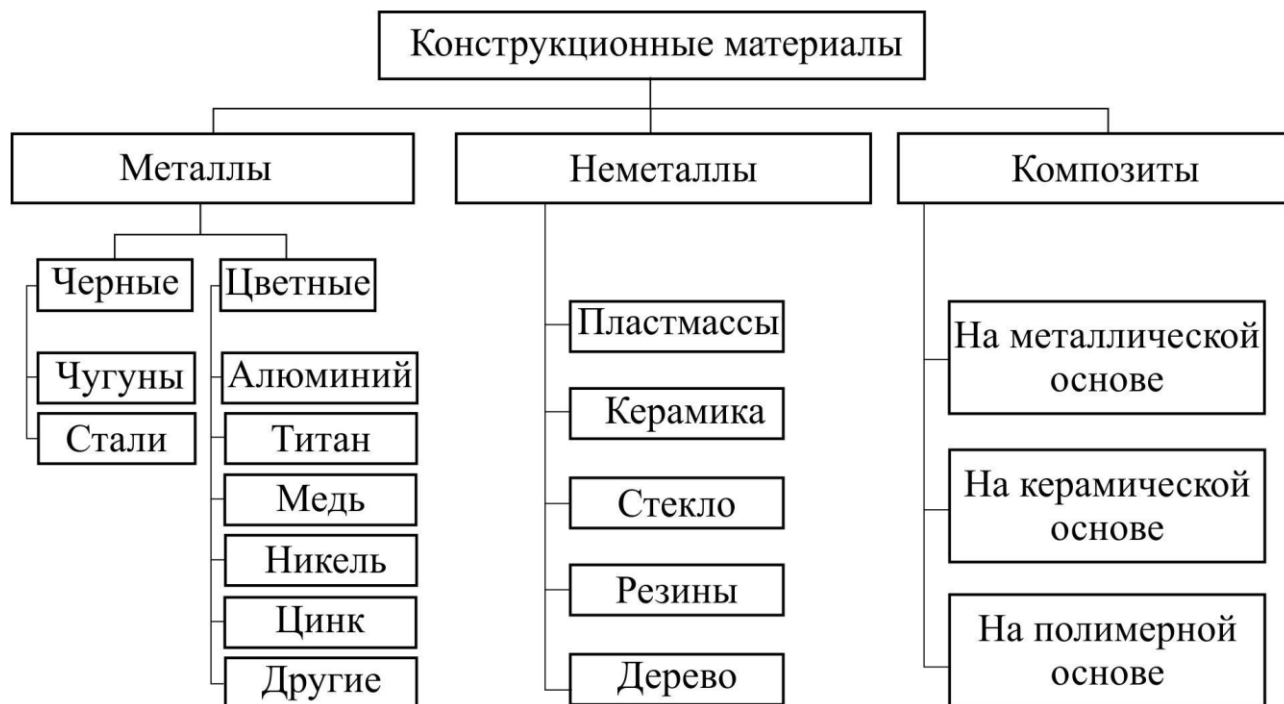 Конструкционные материалы
Металлы
Неметаллы
Композиты
Черные
Цветные
Чугуны
Стали
Алюминий
Титан
Медь
Никель
Цинк
Другие
Пластмассы
Керамика
Стекло
Резины
Дерево
На металлической
основе
На керамической
основе
На полимерной
основе